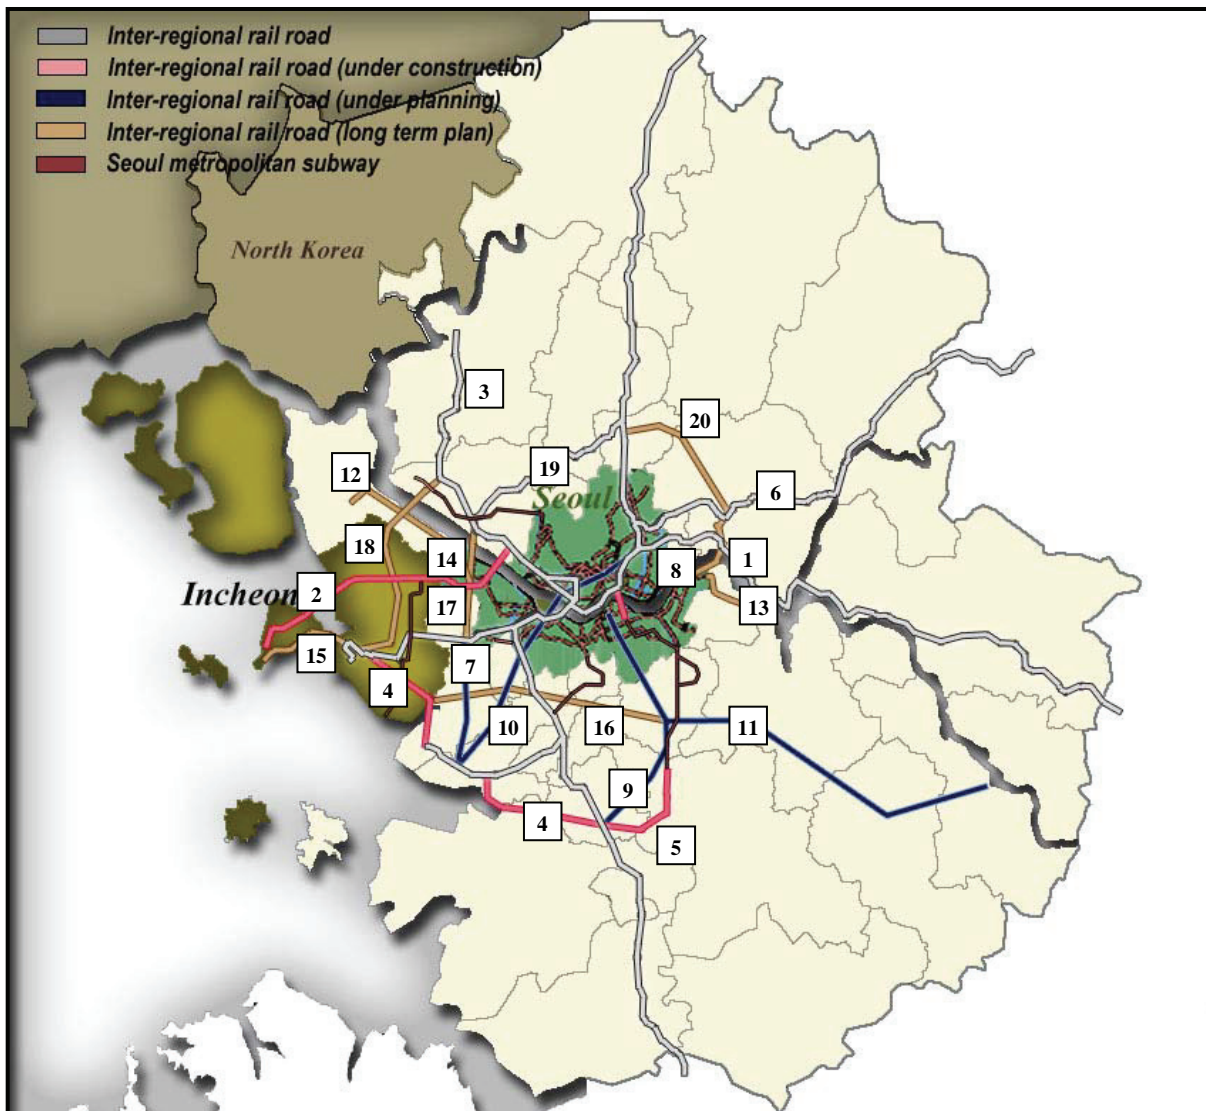 Inter-regional rail road
Inter-regional rail road (under construction)
Inter-regional rail road (under planning)
Inter-regional rail road (long term plan)
Seoul metropolitan subway
North Korea
3
20
12
19
Seoul
6
18
14
8
1
Incheon
2
17
13
15
7
4
10
16
11
9
4
5